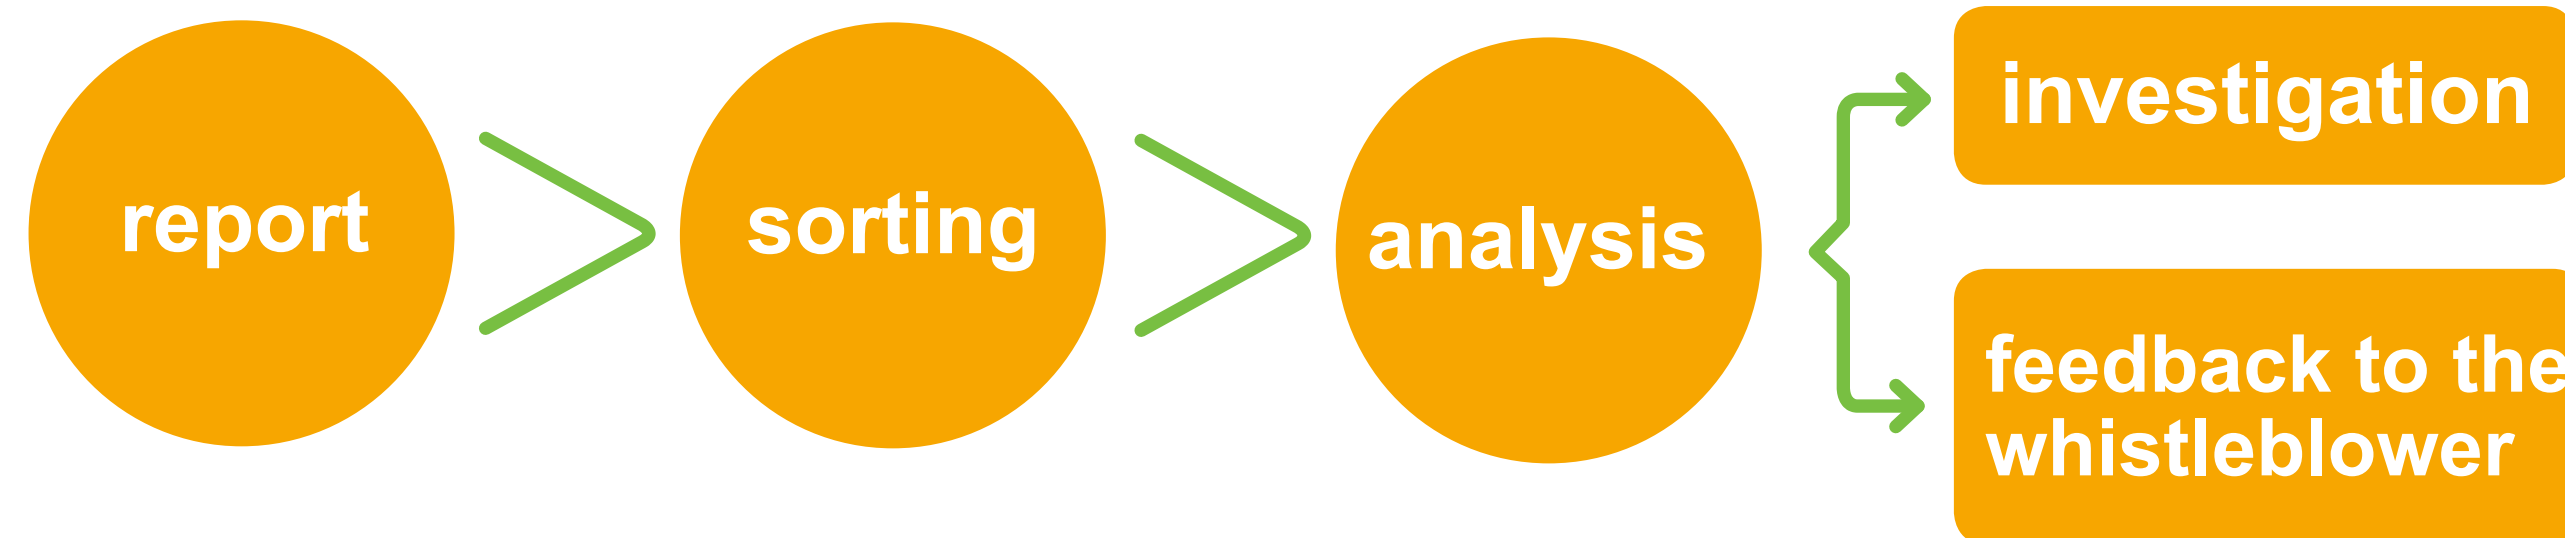 report
sorting
analysis
investigation
feedback to the
whistleblower